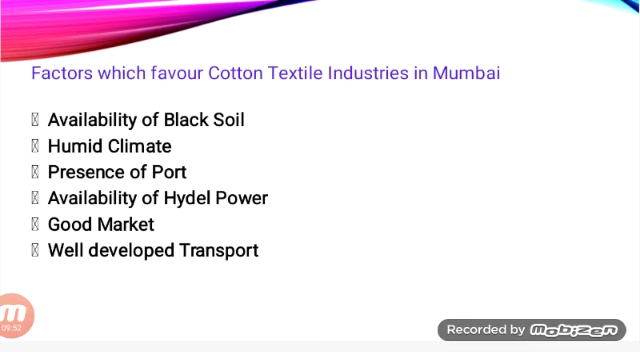 Factors which favour Cotton Textile Industries in Mumbai
Availability of Black Soil
Humid Climate
Presence of Port
Availability of Hydel Power
Good Market
Well developed Transport
m
09:52
Recorded by Mobizen